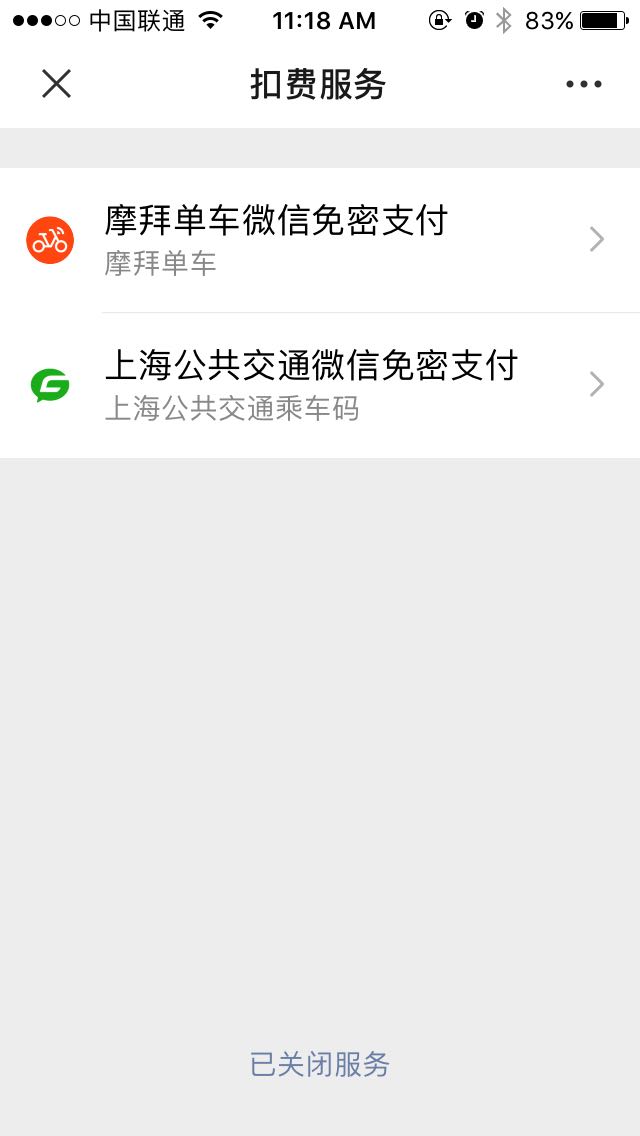 中国联通 11:18 AM 83%
扣费服务
摩拜单车微信免密支付
摩拜单车
上海公共交通微信免密支付
上海公共交通乘车码
已关闭服务